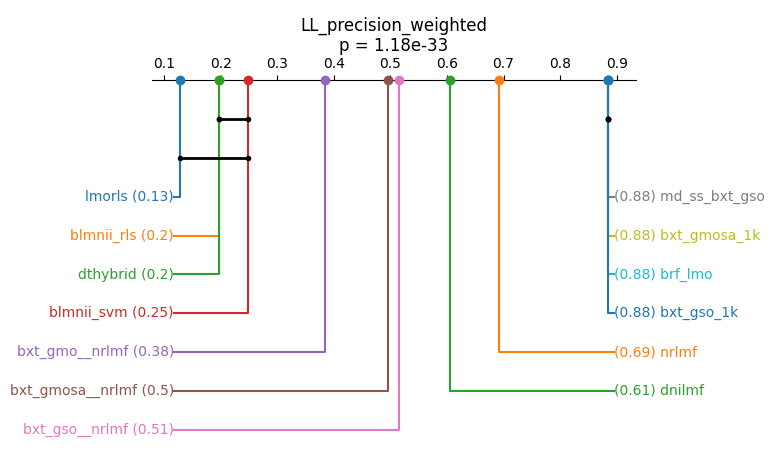 LL_precision_weighted
p = 1.18e-33
0.1 0.2 0.3 0.4 0.5 0.6 0.7 0.8 0.9
lmorls (0.13) (0.88) md_ss_bxt_gso
blmnii_rls (0.2) (0.88) bxt_gmosa_1k
dthybrid (0.2) (0.88) brf_lmo
blmnii_svm (0.25) (0.88) bxt_gso_1k
bxt_gmo__nrlmf (0.38) (0.69) nrlmf
bxt_gmosa__nrlmf (0.5) (0.61) dnilmf
bxt_gso__nrlmf (0.51)